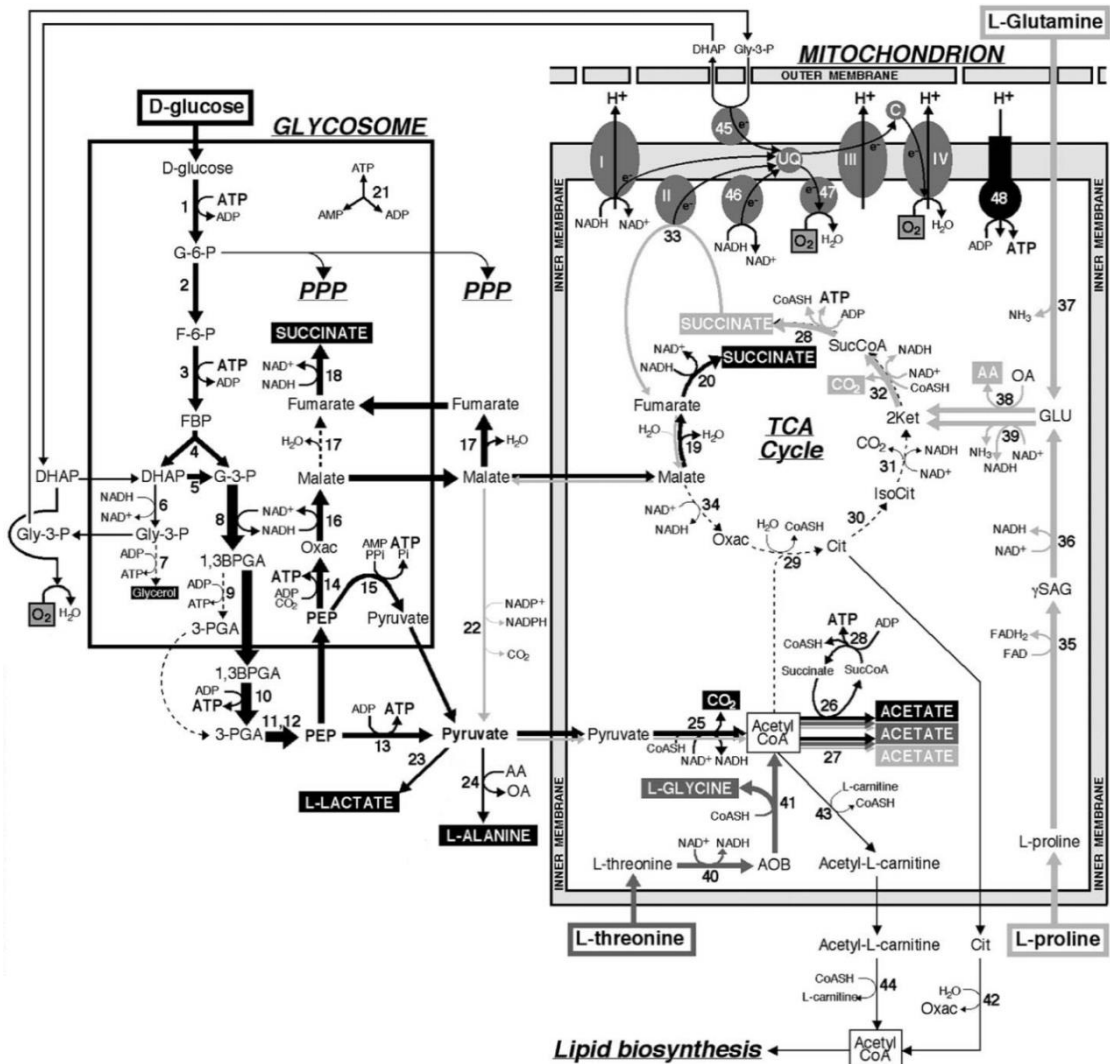 L-Glutamine
DHAP
Gly-3-P
MITOCHONDRION
OUTER MEMBRANE
H+
H+
H+
H+
C
D-glucose
GLYCOSOME
45
e-
I
UQ
III
e-
e-
IV
D-glucose
ATP
21
AMP
ADP
1
ATP
ADP
e-
II
e-
46
e-
47
e-
48
INNER MEMBRANE
INNER MEMBRANE
INNER MEMBRANE
NADH
NAD+
33
NADH
NAD+
O2
H2O
O2
H2O
ADP
ATP
G-6-P
2
PPP
PPP
37
NH3
F-6-P
SUCCINATE
SUCCINATE
CoASH
ATP
ADP
28
3
ATP
ADP
NAD+
NADH
18
NAD+
NADH
20
SUCCINATE
SucCoA
NADH
NAD+
CoASH
CO2
32
AA
OA
38
FBP
Fumarate
Fumarate
Fumarate
2Ket
GLU
4
H2O
17
17
H2O
H2O
19
H2O
TCA
Cycle
CO2
NADH
31
NAD+
NH3
NADH
NAD+
39
DHAP
DHAP
5
G-3-P
Malate
Malate
Malate
IsoCit
NADH
NAD+
6
8
NAD+
NADH
16
NAD+
NADH
34
30
Gly-3-P
Gly-3-P
Oxac
Oxac
H2O
CoASH
29
Cit
NADH
NAD+
36
ADP
ATP
7
1,3BPGA
ATP
ADP
CO2
14
AMP
PPi
ATP
Pi
15
γSAG
Glycerol
ADP
ATP
9
O2
H2O
3-PGA
PEP
Pyruvate
22
NADP+
NADPH
CO2
ATP
ADP
CoASH
28
FADH2
FAD
35
1,3BPGA
Succinate
SucCoA
ADP
ATP
10
CO2
26
ACETATE
11,12
ADP
ATP
3-PGA
PEP
13
Pyruvate
Pyruvate
25
CoASH
NAD+
NADH
Acetyl
CoA
ACETATE
27
ACETATE
23
24
AA
OA
L-LACTATE
L-GLYCINE
41
CoASH
L-carnitine
CoASH
43
L-ALANINE
NAD+
NADH
L-proline
L-threonine
40
AOB
Acetyl-L-carnitine
INNER MEMBRANE
INNER MEMBRANE
L-threonine
Acetyl-L-carnitine
Cit
L-proline
CoASH
L-carnitine
44
H2O
Oxac
42
Lipid biosynthesis
Acetyl
CoA